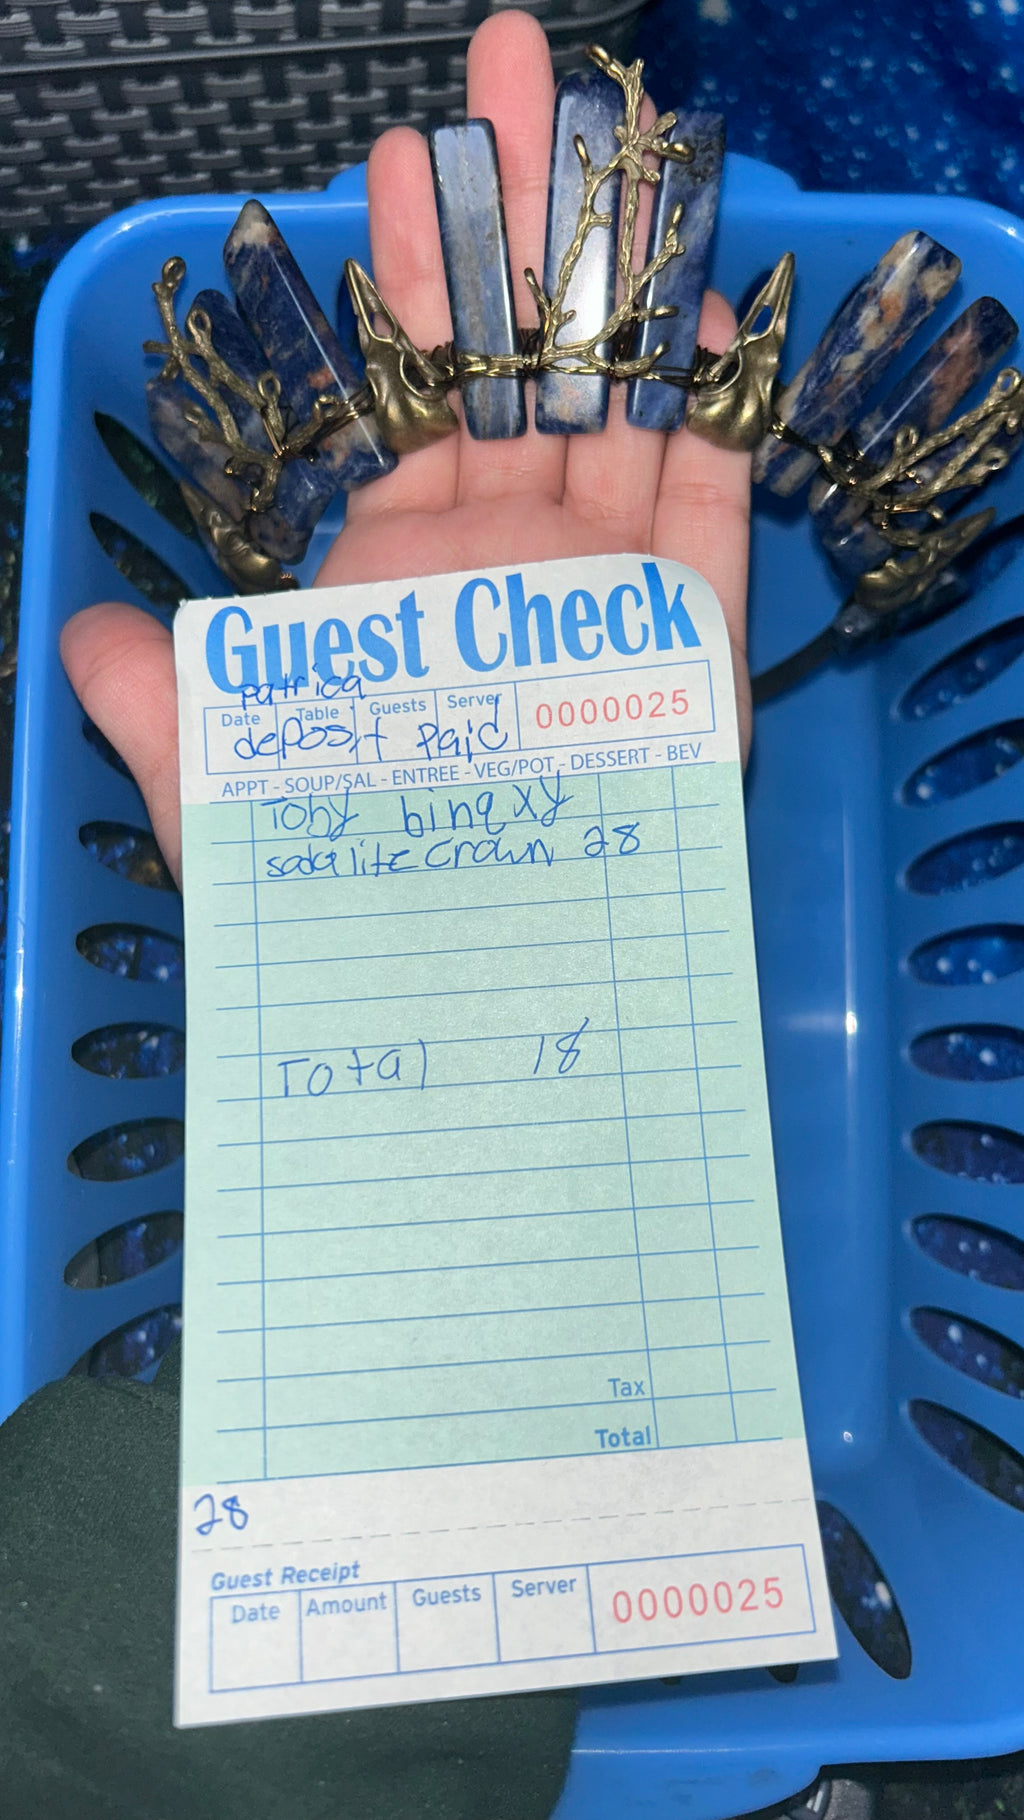 Guest Check
patrica
Date Table Guests Server 0000025
deposit paid
APPT - SOUP/SAL - ENTREE - VEG/POT - DESSERT - BEV
Toby binqxy
sodalite crown 28
Total 18
Tax
Total
28
Guest Receipt
Date Amount Guests Server 0000025